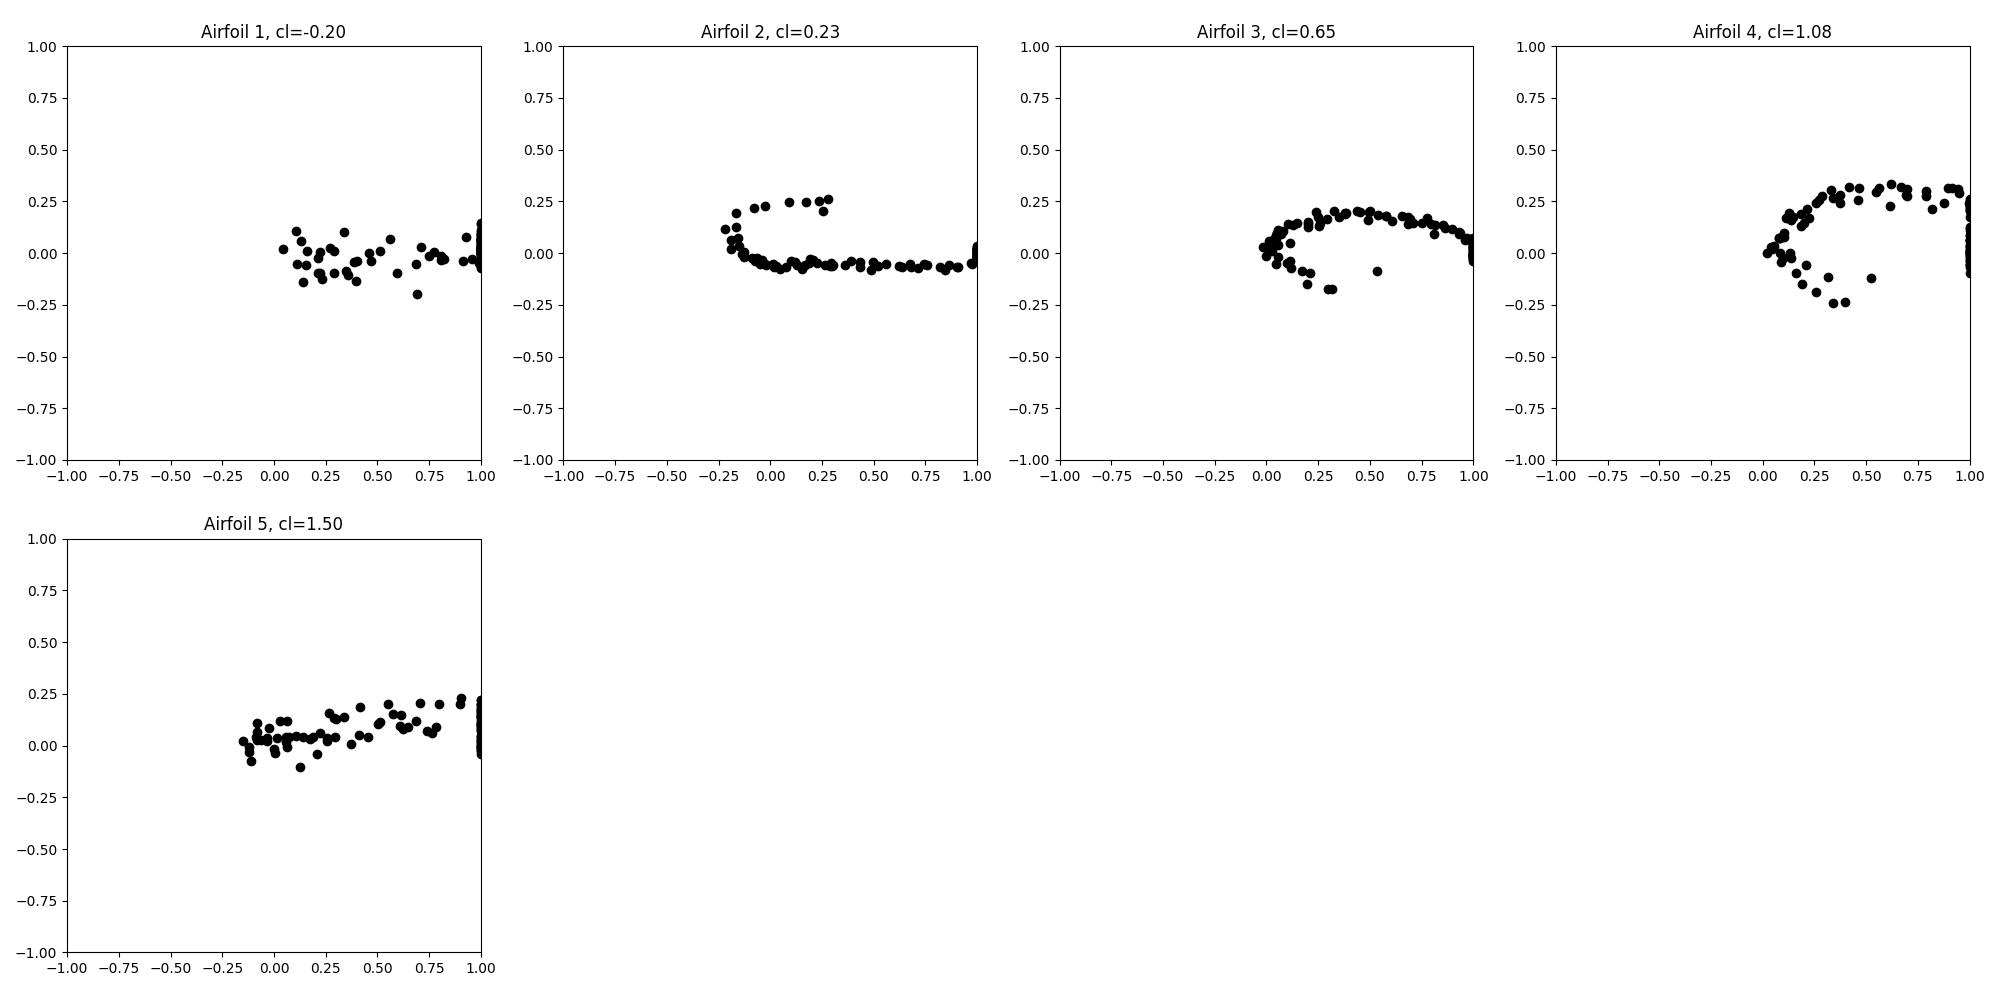 Airfoil 1, cl=-0.20
Airfoil 2, cl=0.23
Airfoil 3, cl=0.65
Airfoil 4, cl=1.08
1.00 1.00 1.00 1.00
0.75 0.75 0.75 0.75
0.50 0.50 0.50 0.50
0.25 0.25 0.25 0.25
0.00 0.00 0.00 0.00
−0.25 −0.25 −0.25 −0.25
−0.50 −0.50 −0.50 −0.50
−0.75 −0.75 −0.75 −0.75
−1.00 −1.00 −1.00 −1.00
−1.00 −0.75 −0.50 −0.25 0.00 0.25 0.50 0.75 1.00
−1.00 −0.75 −0.50 −0.25 0.00 0.25 0.50 0.75 1.00
−1.00 −0.75 −0.50 −0.25 0.00 0.25 0.50 0.75 1.00
−1.00 −0.75 −0.50 −0.25 0.00 0.25 0.50 0.75 1.00
Airfoil 5, cl=1.50
1.00
0.75
0.50
0.25
0.00
−0.25
−0.50
−0.75
−1.00
−1.00 −0.75 −0.50 −0.25 0.00 0.25 0.50 0.75 1.00